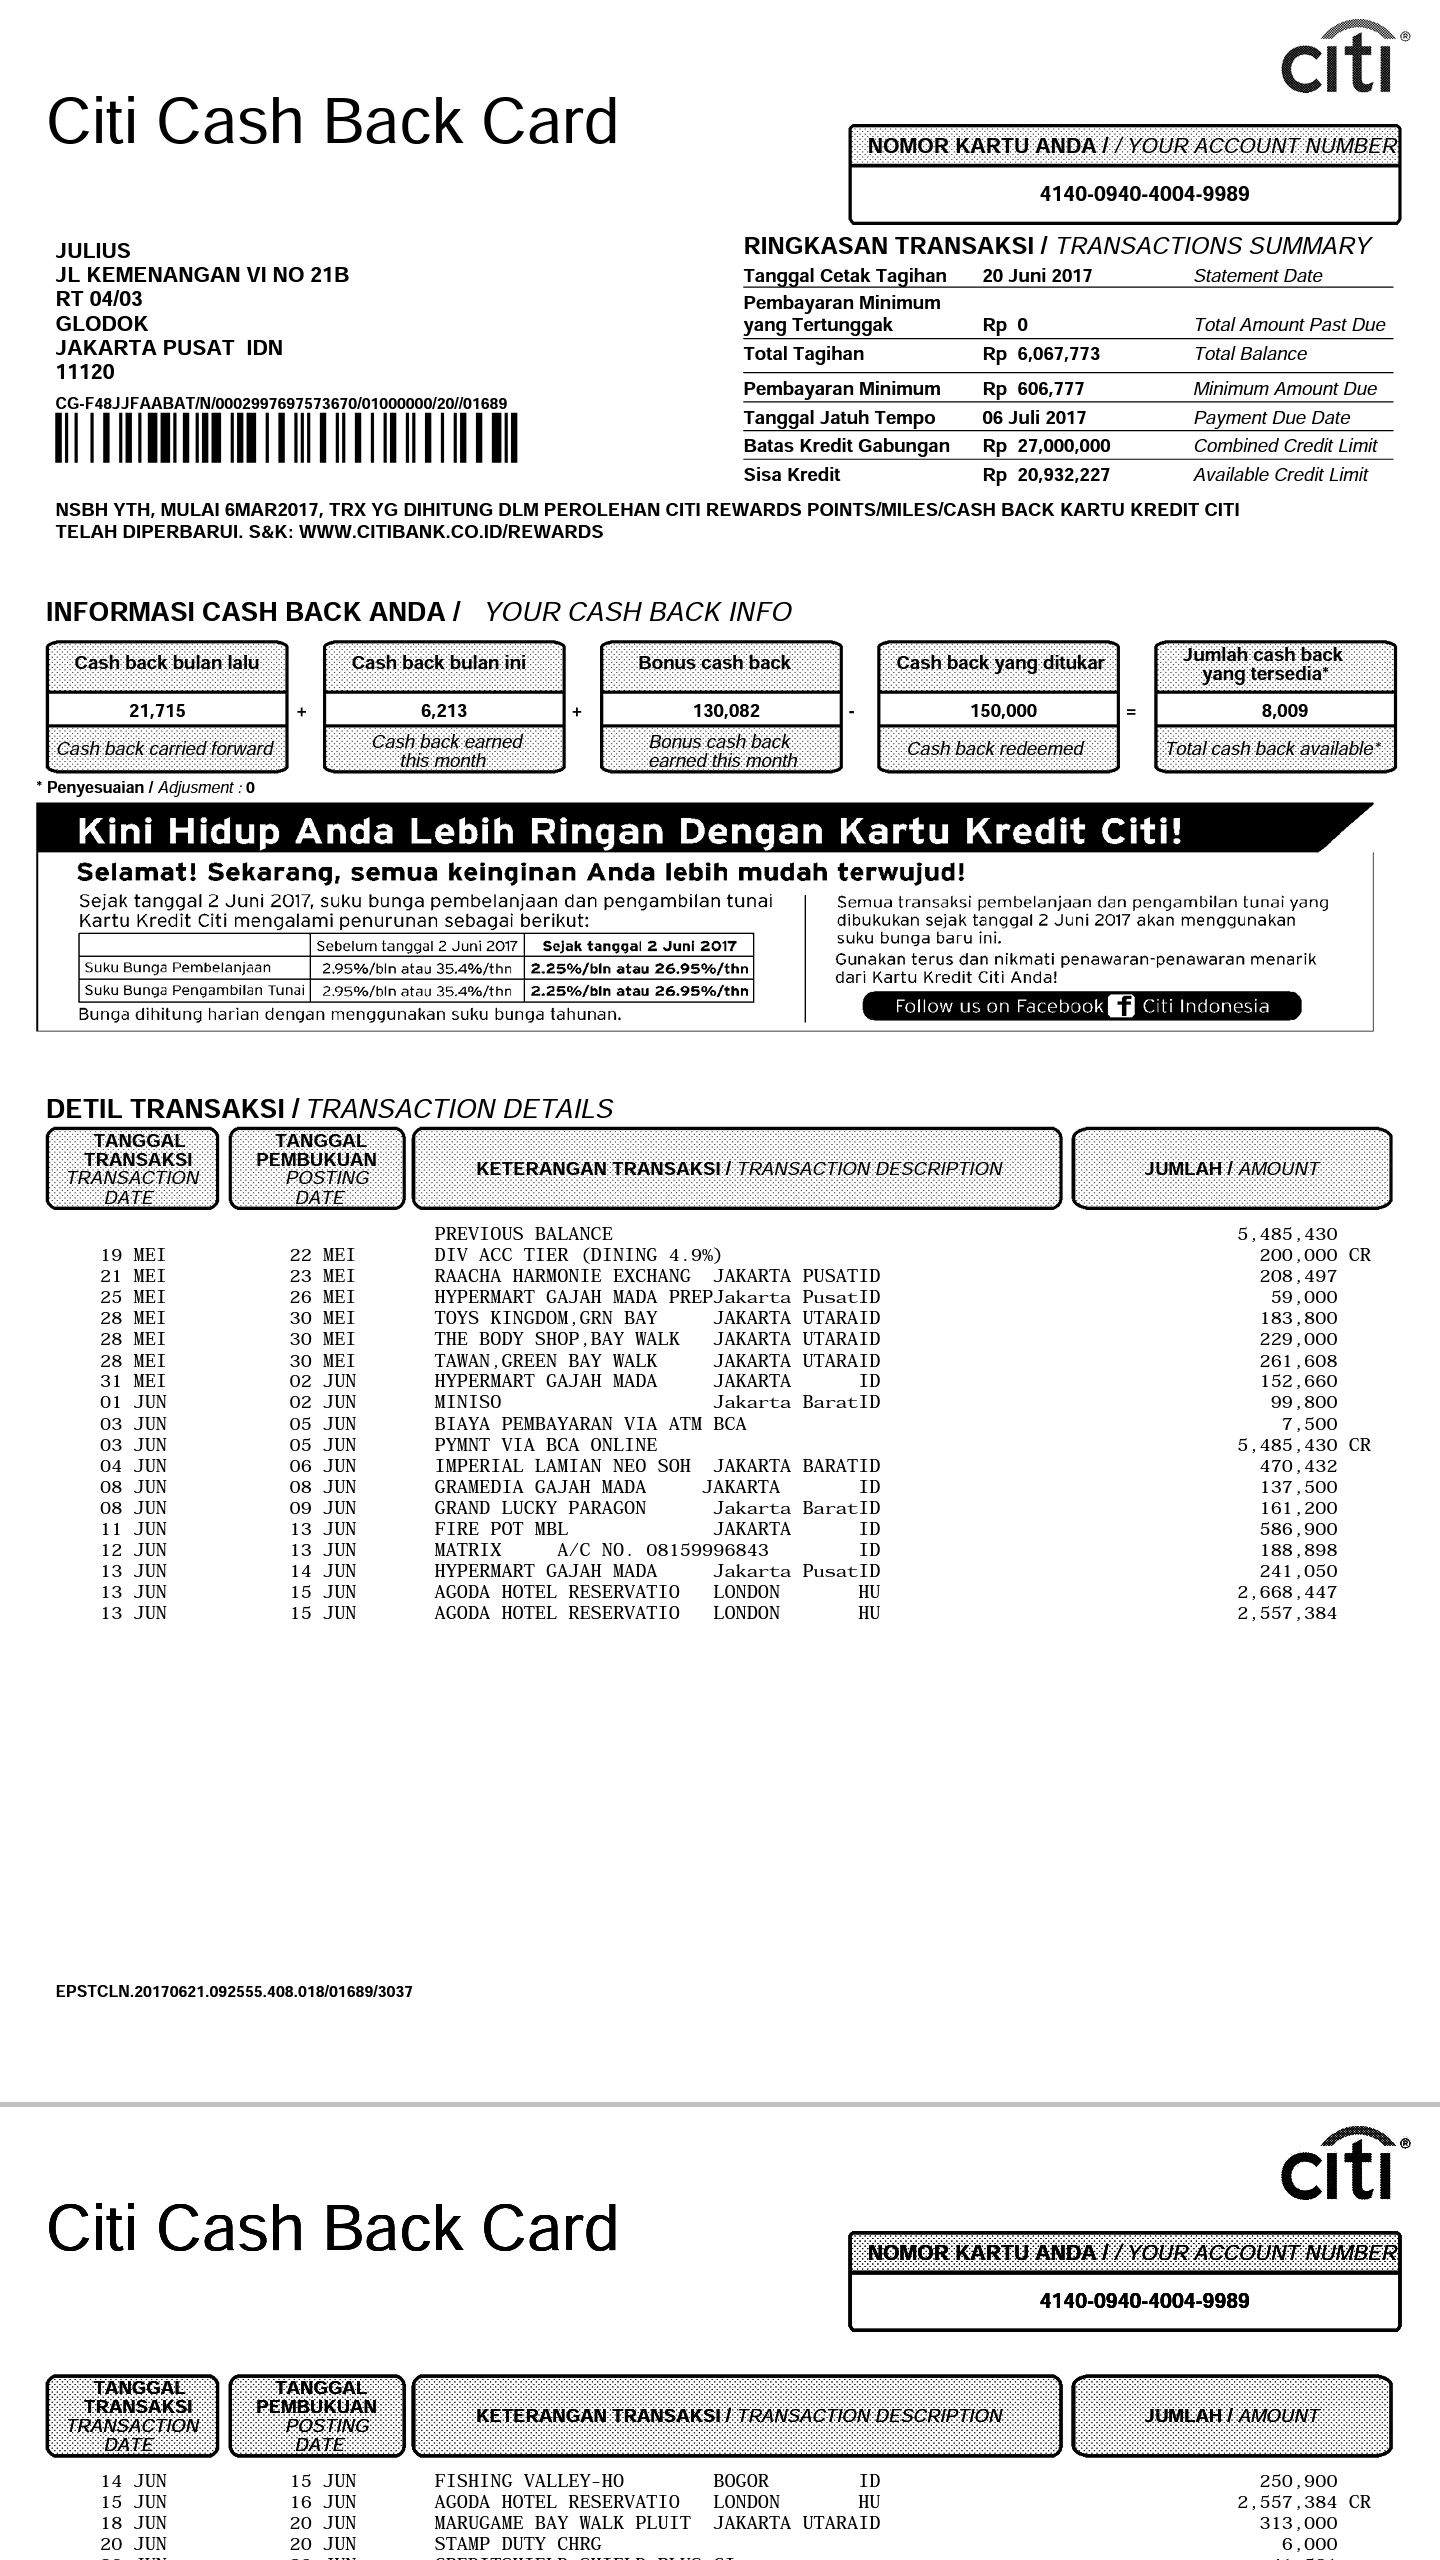 citi®
Citi Cash Back Card
NOMOR KARTU ANDA / / YOUR ACCOUNT NUMBER
4140-0940-4004-9989
JULIUS
JL KEMENANGAN VI NO 21B
RT 04/03
GLODOK
JAKARTA PUSAT IDN
11120
CG-F48JJFAABAT/N/0002997697573670/01000000/20//01689
RINGKASAN TRANSAKSI / TRANSACTIONS SUMMARY
Tanggal Cetak Tagihan 20 Juni 2017 Statement Date
Pembayaran Minimum
yang Tertunggak Rp 0 Total Amount Past Due
Total Tagihan Rp 6,067,773 Total Balance
Pembayaran Minimum Rp 606,777 Minimum Amount Due
Tanggal Jatuh Tempo 06 Juli 2017 Payment Due Date
Batas Kredit Gabungan Rp 27,000,000 Combined Credit Limit
Sisa Kredit Rp 20,932,227 Available Credit Limit
NSBH YTH, MULAI 6MAR2017, TRX YG DIHITUNG DLM PEROLEHAN CITI REWARDS POINTS/MILES/CASH BACK KARTU KREDIT CITI
TELAH DIPERBARUI. S&K: WWW.CITIBANK.CO.ID/REWARDS
INFORMASI CASH BACK ANDA / YOUR CASH BACK INFO
Cash back bulan lalu Cash back bulan ini Bonus cash back Cash back yang ditukar Jumlah cash back
yang tersedia*
21,715 + 6,213 + 130,082 - 150,000 = 8,009
Cash back carried forward Cash back earned this month Bonus cash back earned this month Cash back redeemed Total cash back available*
* Penyesuaian / Adjusment : 0
Kini Hidup Anda Lebih Ringan Dengan Kartu Kredit Citi!
Selamat! Sekarang, semua keinginan Anda lebih mudah terwujud!
Sejak tanggal 2 Juni 2017, suku bunga pembelanjaan dan pengambilan tunai
Kartu Kredit Citi mengalami penurunan sebagai berikut:
Sebelum tanggal 2 Juni 2017 Sejak tanggal 2 Juni 2017
Suku Bunga Pembelanjaan 2.95%/bln atau 35.4%/thn 2.25%/bln atau 26.95%/thn
Suku Bunga Pengambilan Tunai 2.95%/bln atau 35.4%/thn 2.25%/bln atau 26.95%/thn
Bunga dihitung harian dengan menggunakan suku bunga tahunan.
Semua transaksi pembelanjaan dan pengambilan tunai yang
dibukukan sejak tanggal 2 Juni 2017 akan menggunakan
suku bunga baru ini.
Gunakan terus dan nikmati penawaran-penawaran menarik
dari Kartu Kredit Citi Anda!
Follow us on Facebook f Citi Indonesia
DETIL TRANSAKSI / TRANSACTION DETAILS
TANGGAL TRANSAKSI TRANSACTION DATE TANGGAL PEMBUKUAN POSTING DATE KETERANGAN TRANSAKSI / TRANSACTION DESCRIPTION JUMLAH / AMOUNT
PREVIOUS BALANCE 5,485,430
19 MEI 22 MEI DIV ACC TIER (DINING 4.9%) 200,000 CR
21 MEI 23 MEI RAACHA HARMONIE EXCHANG JAKARTA PUSATID 208,497
25 MEI 26 MEI HYPERMART GAJAH MADA PREPJakarta PusatID 59,000
28 MEI 30 MEI TOYS KINGDOM,GRN BAY JAKARTA UTARAID 183,800
28 MEI 30 MEI THE BODY SHOP,BAY WALK JAKARTA UTARAID 229,000
28 MEI 30 MEI TAWAN,GREEN BAY WALK JAKARTA UTARAID 261,608
31 MEI 02 JUN HYPERMART GAJAH MADA JAKARTA ID 152,660
01 JUN 02 JUN MINISO Jakarta BaratID 99,800
03 JUN 05 JUN BIAYA PEMBAYARAN VIA ATM BCA 7,500
03 JUN 05 JUN PYMNT VIA BCA ONLINE 5,485,430 CR
04 JUN 06 JUN IMPERIAL LAMIAN NEO SOH JAKARTA BARATID 470,432
08 JUN 08 JUN GRAMEDIA GAJAH MADA JAKARTA ID 137,500
08 JUN 09 JUN GRAND LUCKY PARAGON Jakarta BaratID 161,200
11 JUN 13 JUN FIRE POT MBL JAKARTA ID 586,900
12 JUN 13 JUN MATRIX A/C NO. 08159996843 ID 188,898
13 JUN 14 JUN HYPERMART GAJAH MADA Jakarta PusatID 241,050
13 JUN 15 JUN AGODA HOTEL RESERVATIO LONDON HU 2,668,447
13 JUN 15 JUN AGODA HOTEL RESERVATIO LONDON HU 2,557,384
EPSTCLN.20170621.092555.408.018/01689/3037
citi®
Citi Cash Back Card
NOMOR KARTU ANDA / / YOUR ACCOUNT NUMBER
4140-0940-4004-9989
TANGGAL TRANSAKSI TRANSACTION DATE TANGGAL PEMBUKUAN POSTING DATE KETERANGAN TRANSAKSI / TRANSACTION DESCRIPTION JUMLAH / AMOUNT
14 JUN 15 JUN FISHING VALLEY-HO BOGOR ID 250,900
15 JUN 16 JUN AGODA HOTEL RESERVATIO LONDON HU 2,557,384 CR
18 JUN 20 JUN MARUGAME BAY WALK PLUIT JAKARTA UTARAID 313,000
20 JUN 20 JUN STAMP DUTY CHRG 6,000